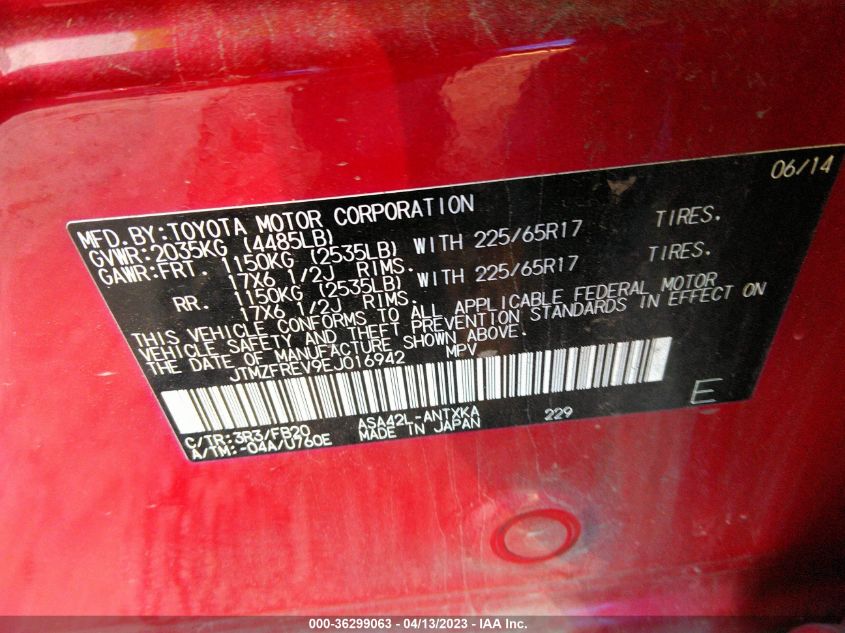 06/14
MFD. BY:TOYOTA MOTOR CORPORATION
GVWR:2035KG (4485LB)
GAWR:FRT. 1150KG (2535LB) WITH 225/65R17 TIRES.
17X6 1/2J RIMS.
RR. 1150KG (2535LB) WITH 225/65R17 TIRES.
17X6 1/2J RIMS.
THIS VEHICLE CONFORMS TO ALL APPLICABLE FEDERAL MOTOR
VEHICLE SAFETY AND THEFT PREVENTION STANDARDS IN EFFECT ON
THE DATE OF MANUFACTURE SHOWN ABOVE.
JTMZFREV9EJ016942 MPV
C/TR:3R3/FB20 ASA42L-ANTXKA 229 E
A/TM:-04A/U760E MADE IN JAPAN
000-36299063 - 04/13/2023 - IAA Inc.